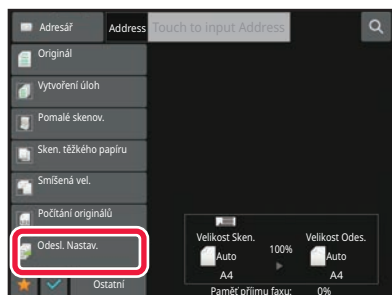 Adresář
Address
Touch to input Address
Originál
Vytvoření úloh
Pomalé skenov.
Sken. těžkého papíru
Smíšená vel.
Počítání originálů
Odesl. Nastav.
Ostatní
Velikost Sken.
100%
Velikost Odes.
Auto
Auto
A4
A4
Paměť příjmu faxu: 0%